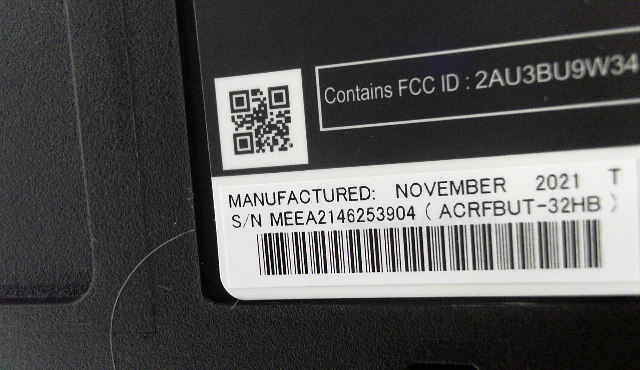 Contains FCC ID : 2AU3BU9W34
MANUFACTURED: NOVEMBER 2021 T
S/N MEEA2146253904 ( ACRFBUT-32HB )